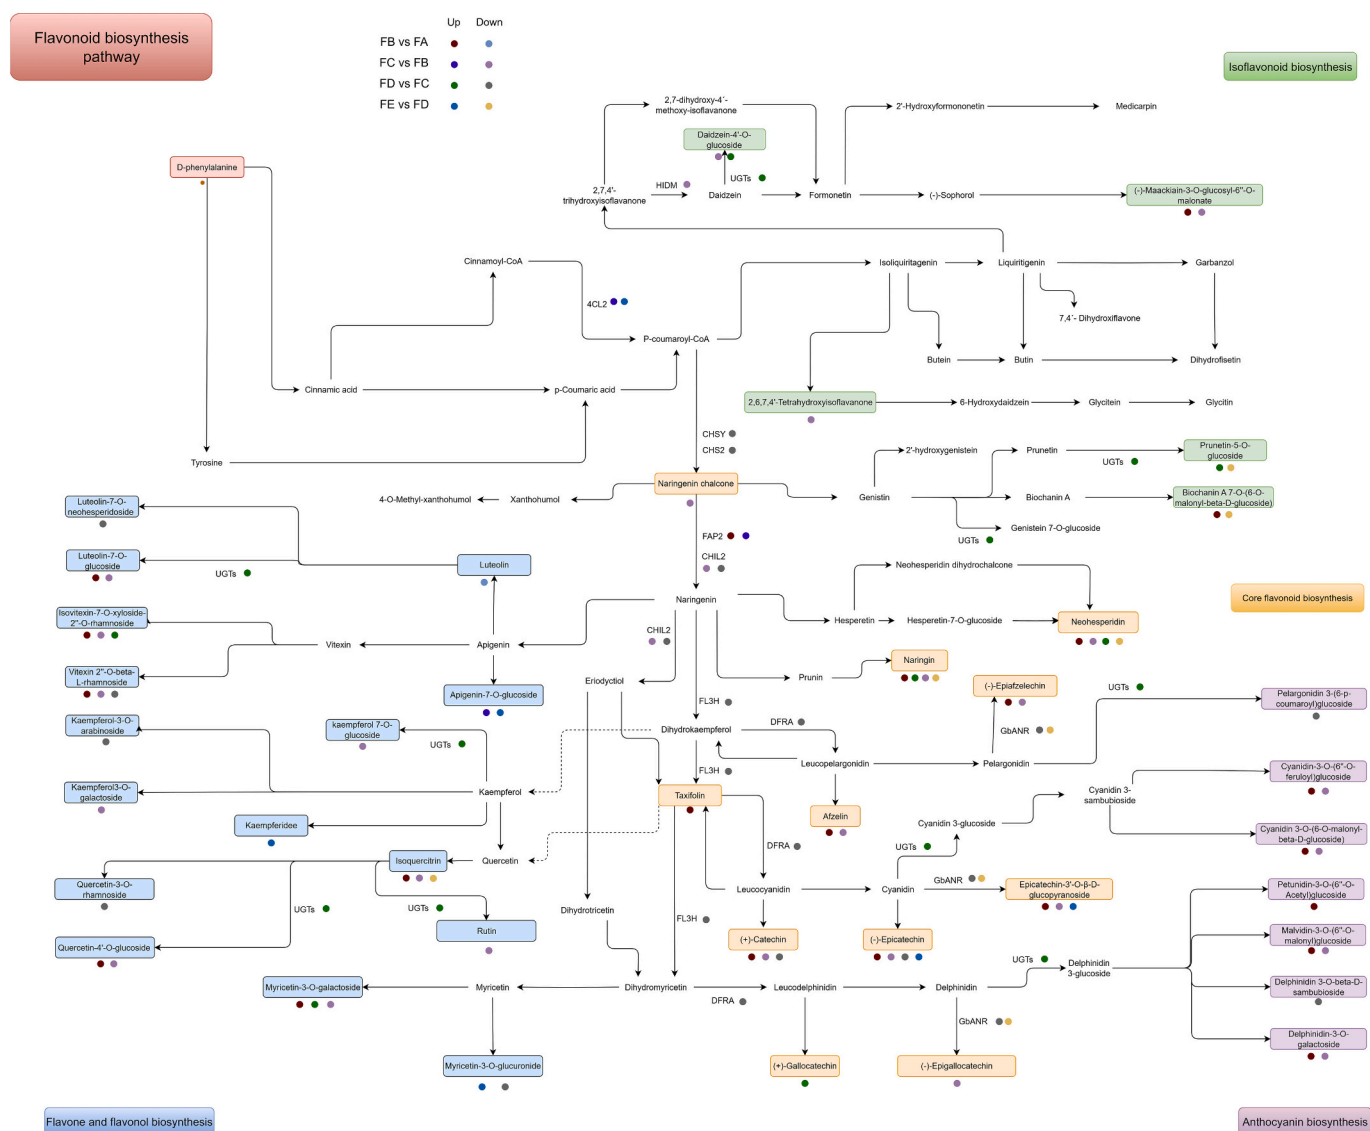 Flavonoid biosynthesis
pathway
Up Down
FB vs FA
FC vs FB
FD vs FC
FE vs FD
Isoflavonoid biosynthesis
2,7-dihydroxy-4´-
methoxy-isoflavanone
2'-Hydroxyformononetin
Medicarpin
Daidzein-4'-O-
glucoside
D-phenylalanine
UGTs
HIDM
2,7,4'-
trihydroxyisoflavanone
Daidzein
Formonetin
(-)-Sophorol
(-)-Maackiain-3-O-glucosyl-6"-O-
malonate
Cinnamoyl-CoA
Isoliquiritagenin
Liquiritigenin
Garbanzol
4CL2
7,4´- Dihydroxiflavone
P-coumaroyl-CoA
Butein
Butin
Dihydrofisetin
Cinnamic acid
p-Coumaric acid
2,6,7,4'-Tetrahydroxyisoflavanone
6-Hydroxydaidzein
Glycitein
Glycitin
CHSY
CHS2
Tyrosine
2'-hydroxygenistein
Prunetin
Prunetin-5-O-
glucoside
UGTs
Naringenin chalcone
4-O-Methyl-xanthohumol
Xanthohumol
Genistin
Biochanin A
Biochanin A 7-O-(6-O-
malonyl-beta-D-glucoside)
Genistein 7-O-glucoside
UGTs
Luteolin-7-O-
neohesperidoside
FAP2
CHIL2
Luteolin-7-O-
glucoside
UGTs
Luteolin
Neohesperidin dihydrochalcone
Core flavonoid biosynthesis
Naringenin
Isovitexin-7-O-xyloside-
2"-O-rhamnoside
Hesperetin
Hesperetin-7-O-glucoside
Neohesperidin
CHIL2
Vitexin
Apigenin
Naringin
Vitexin 2"-O-beta-
L-rhamnoside
Eriodyctiol
Prunin
(-)-Epiafzelechin
UGTs
Apigenin-7-O-glucoside
Pelargonidin 3-(6-p-
coumaroyl)glucoside
FL3H
Kaempferol-3-O-
arabinoside
kaempferol 7-O-
glucoside
UGTs
Dihydrokaempferol
DFRA
GbANR
Leucopelargonidin
Pelargonidin
FL3H
Cyanidin-3-O-(6"-O-
feruloyl)glucoside
Kaempferol3-O-
galactoside
Kaempferol
Taxifolin
Cyanidin 3-
sambubioside
Afzelin
Kaempferidee
Cyanidin 3-glucoside
Cyanidin 3-O-(6-O-malonyl-
beta-D-glucoside)
UGTs
DFRA
Isoquercitrin
Quercetin
Quercetin-3-O-
rhamnoside
Leucocyanidin
Cyanidin
GbANR
Epicatechin-3'-O-β-D-
glucopyranoside
Petunidin-3-O-(6"-O-
Acetyl)glucoside
UGTs
UGTs
Dihydrotricetin
FL3H
Rutin
(+)-Catechin
(-)-Epicatechin
Malvidin-3-O-(6"-O-
malonyl)glucoside
Quercetin-4'-O-glucoside
UGTs
Delphinidin
3-glucoside
Myricetin-3-O-galactoside
Myricetin
Dihydromyricetin
DFRA
Leucodelphinidin
Delphinidin
Delphinidin 3-O-beta-D-
sambubioside
GbANR
Delphinidin-3-O-
galactoside
Myricetin-3-O-glucuronide
(+)-Gallocatechin
(-)-Epigallocatechin
Flavone and flavonol biosynthesis
Anthocyanin biosynthesis